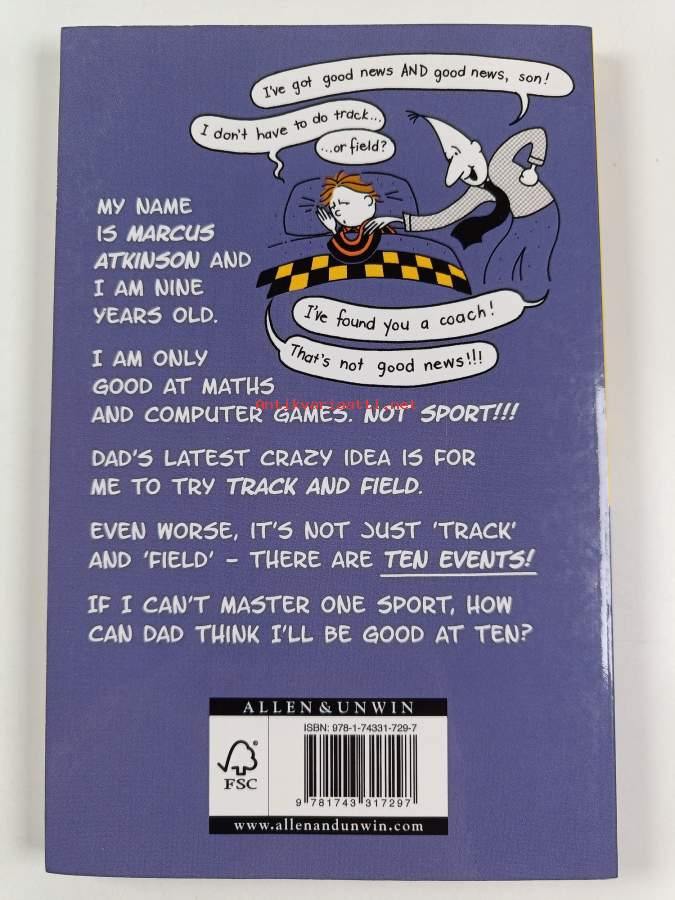 I've got good news AND good news, son!
I don't have to do track...
...or field?
I've found you a coach!
That's not good news!!!
MY NAME
IS MARCUS
ATKINSON AND
I AM NINE
YEARS OLD.
I AM ONLY
GOOD AT MATHS
AND COMPUTER GAMES. NOT SPORT!!!
Antikvariaatti.net
DAD'S LATEST CRAZY IDEA IS FOR
ME TO TRY TRACK AND FIELD.
EVEN WORSE, IT'S NOT JUST 'TRACK'
AND 'FIELD' – THERE ARE TEN EVENTS!
IF I CAN'T MASTER ONE SPORT, HOW
CAN DAD THINK I'LL BE GOOD AT TEN?
ALLEN & UNWIN
ISBN: 978-1-74331-729-7
FSC
9 781743 317297
www.allenandunwin.com